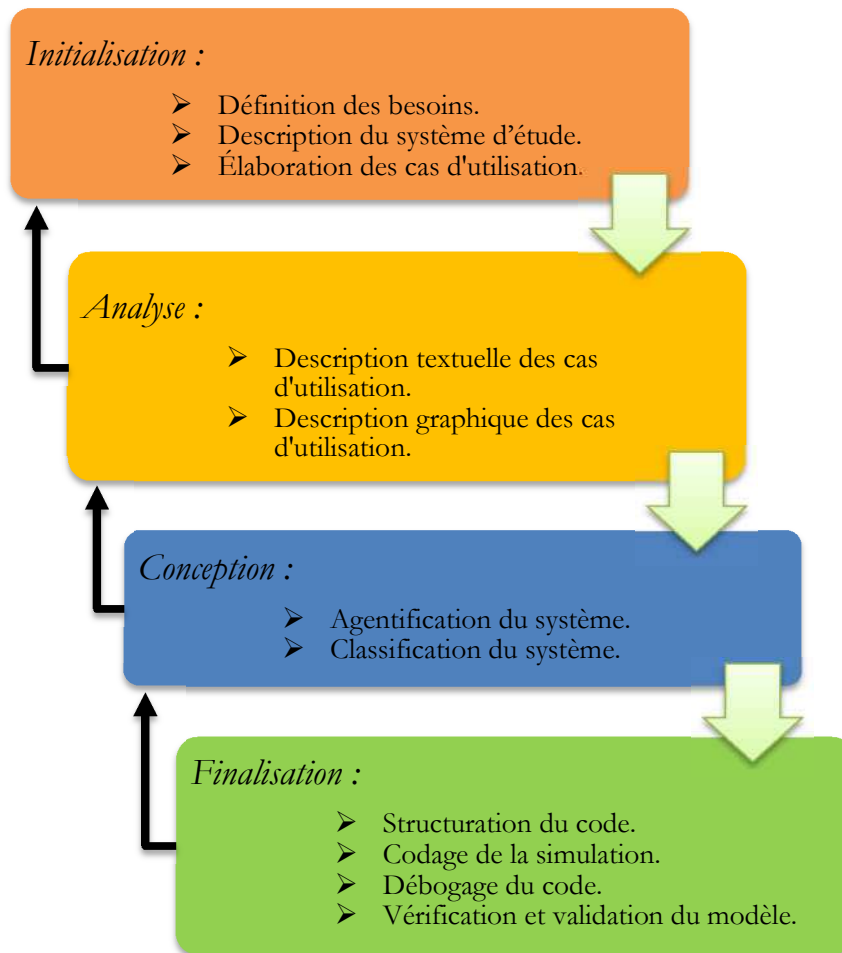 Initialisation :
➢ Définition des besoins.
➢ Description du système d’étude.
➢ Élaboration des cas d'utilisation.
Analyse :
➢ Description textuelle des cas
d'utilisation.
➢ Description graphique des cas
d'utilisation.
Conception :
➢ Agentification du système.
➢ Classification du système.
Finalisation :
➢ Structuration du code.
➢ Codage de la simulation.
➢ Débogage du code.
➢ Vérification et validation du modèle.